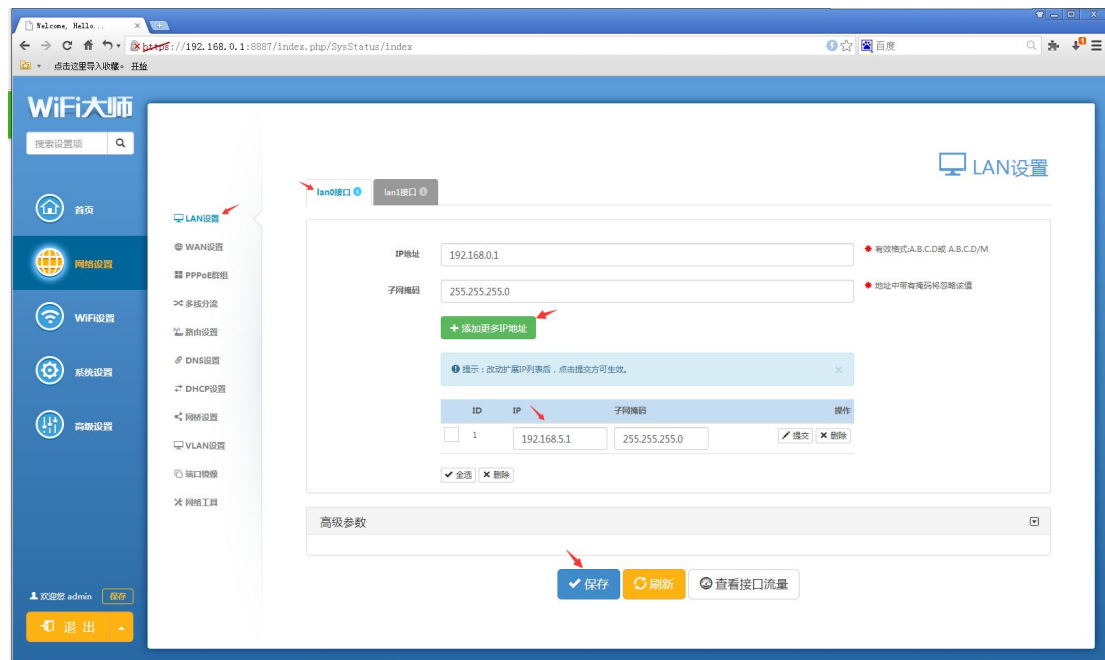 Welcome, Hello...
https://192.168.0.1:8887/index.php/SysStatus/index
百度
点击这里导入收藏。 开始
WiFi大师
搜索设置项
首页
网络设置
WiFi设置
系统设置
高级设置
欢迎您 admin 保存
退 出
LAN设置
WAN设置
PPPoE群组
多线分流
路由设置
DNS设置
DHCP设置
网桥设置
VLAN设置
端口镜像
网络工具
LAN设置
lan0接口 lan1接口
IP地址 192.168.0.1 有效格式:A.B.C.D或 A.B.C.D/M
子网掩码 255.255.255.0 地址中带有掩码将忽略该值
添加更多IP地址
提示：改动扩展IP列表后，点击提交方可生效。
ID IP 子网掩码 操作
1 192.168.5.1 255.255.255.0 提交 删除
全选 删除
高级参数
保存 刷新 查看接口流量